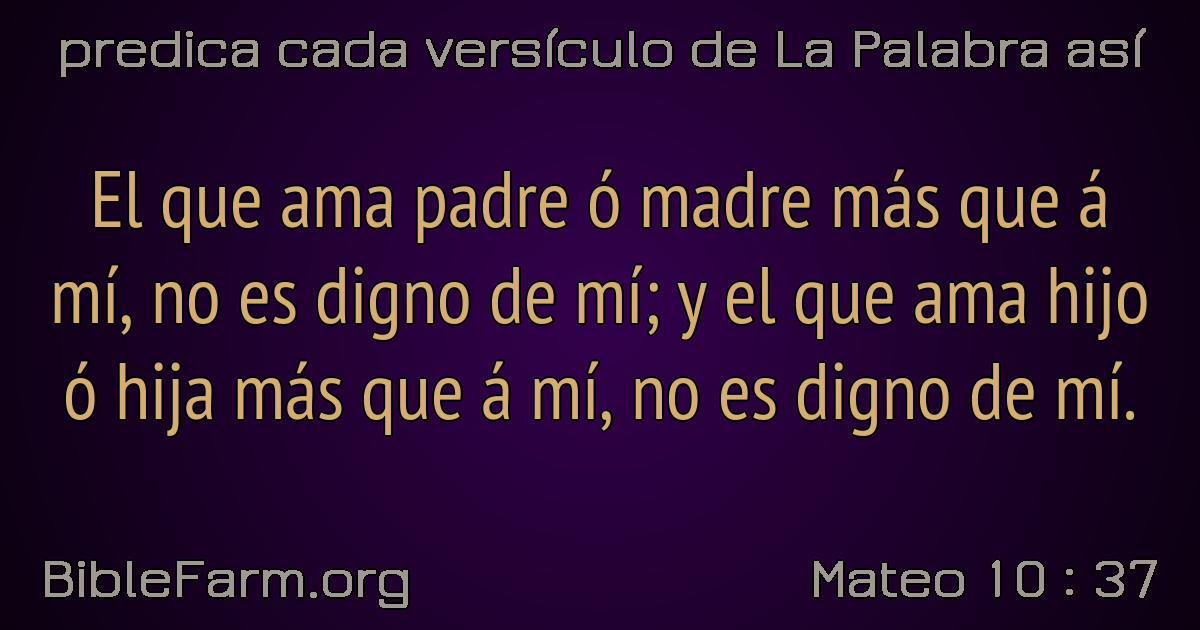 predica cada versículo de La Palabra así
El que ama padre ó madre más que á
mí, no es digno de mí; y el que ama hijo
ó hija más que á mí, no es digno de mí.
BibleFarm.org
Mateo 10 : 37